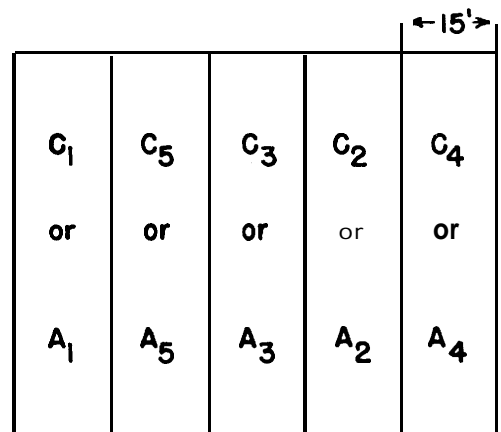 15'
C₁ C₅ C₃ C₂ C₄
or or or or or
A₁ A₅ A₃ A₂ A₄